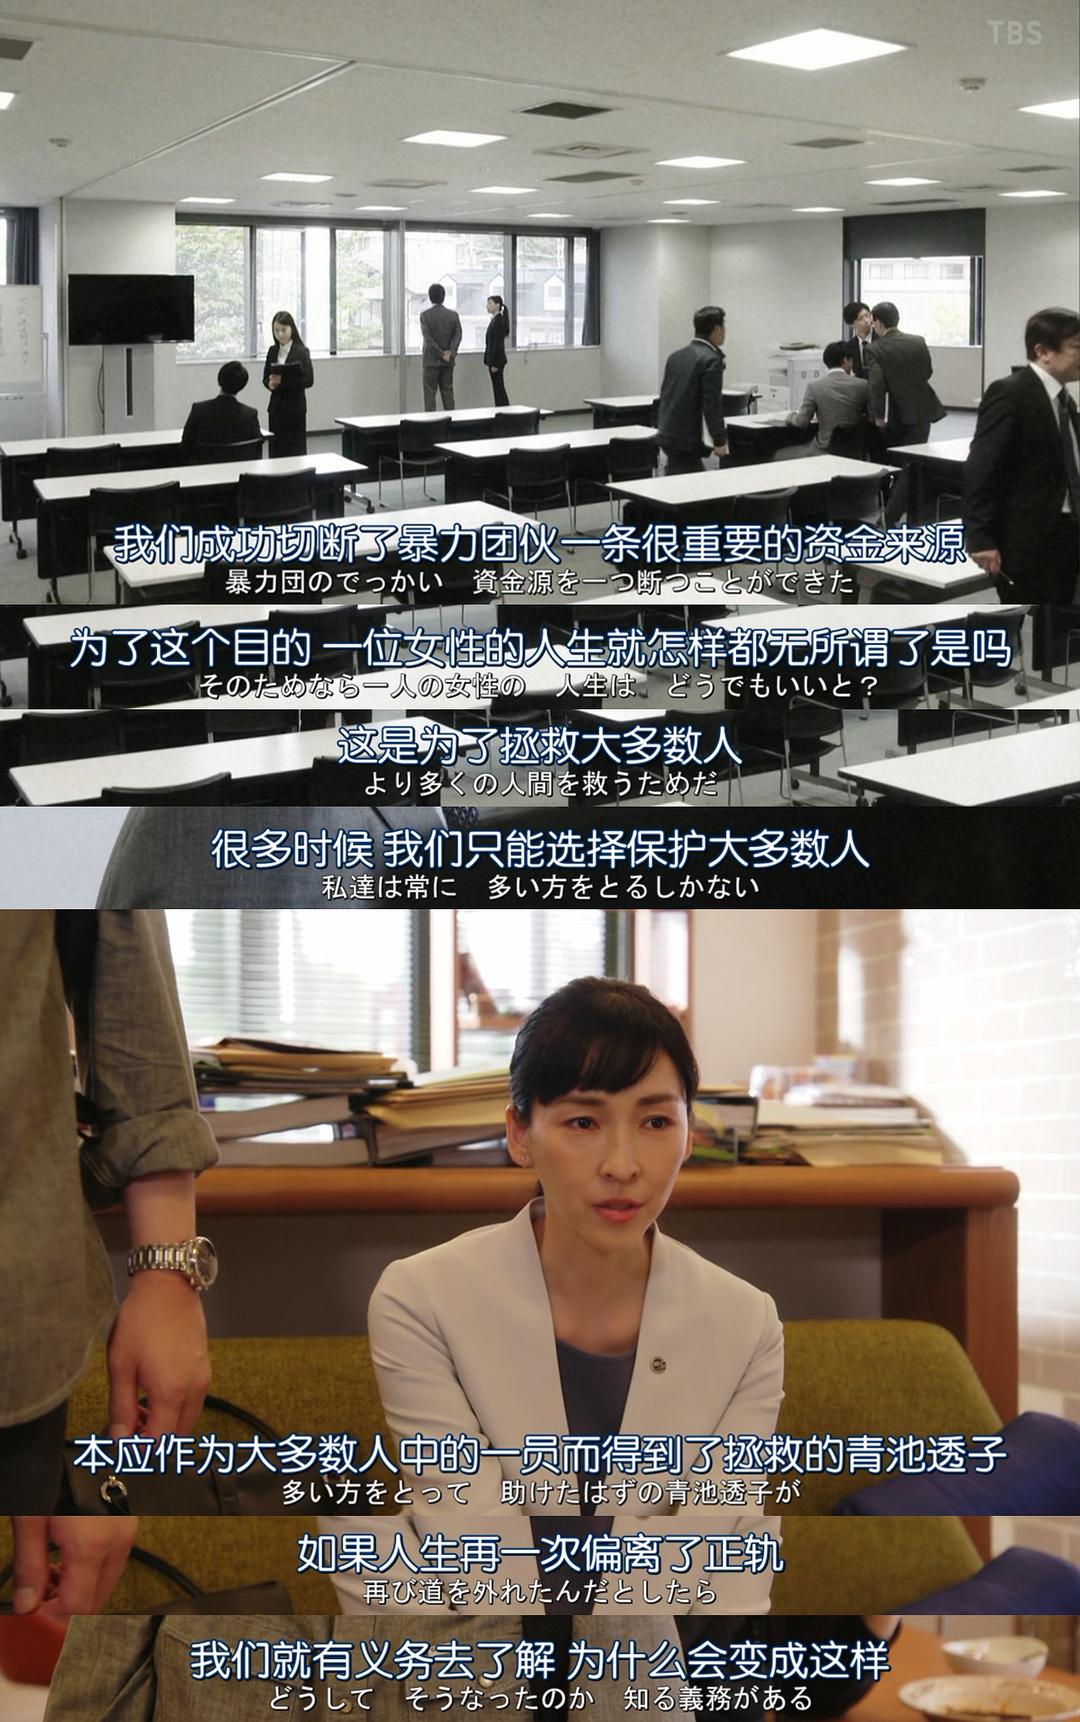 TBS
我们成功切断了暴力团伙一条很重要的资金来源
暴力団のでっかい 資金源を一つ断つことができた
为了这个目的 一位女性的人生就怎样都无所谓了是吗
そのためなら一人の女性の 人生は どうでもいいと?
这是为了拯救大多数人
より多くの人間を救うためだ
很多时候 我们只能选择保护大多数人
私達は常に 多い方をとるしかない
本应作为大多数人中的一员而得到了拯救的青池透子
多い方をとって 助けたはずの青池透子が
如果人生再一次偏离了正轨
再び道を外れたんだとしたら
我们就有义务去了解 为什么会变成这样
どうして そうなったのか 知る義務がある